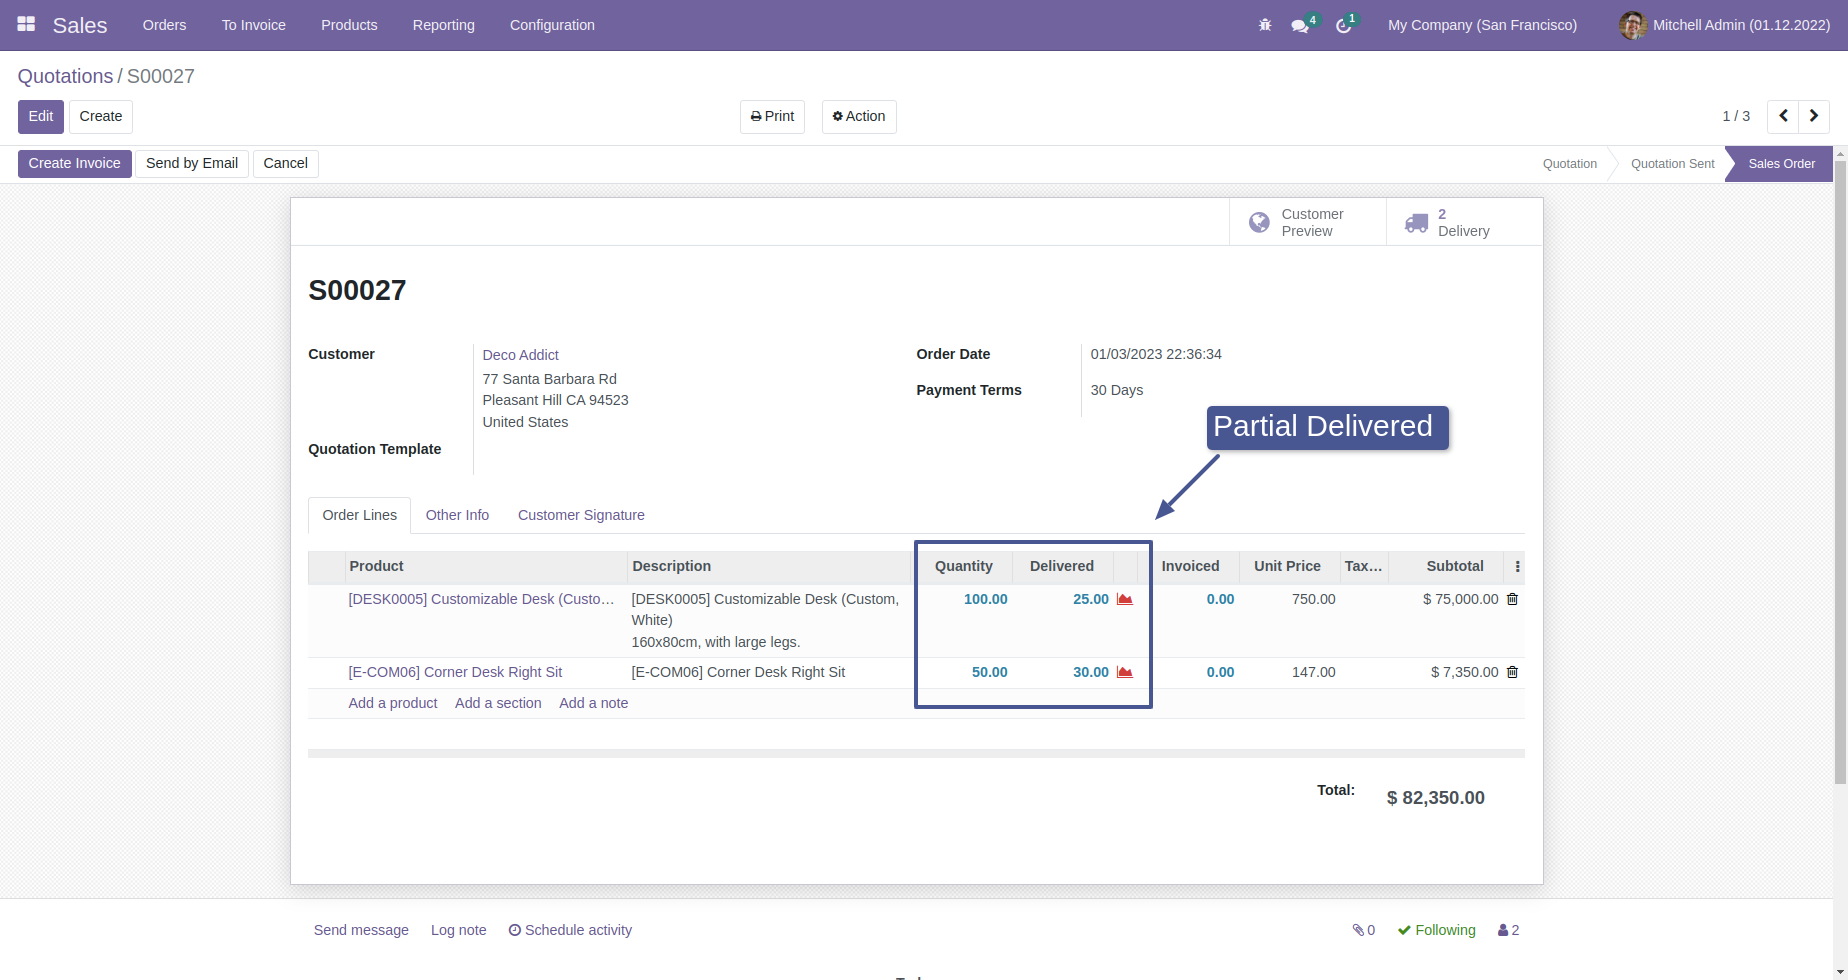 Sales Orders To Invoice Products Reporting Configuration 4 1 My Company (San Francisco) Mitchell Admin (01.12.2022)
Quotations / S00027
Edit Create Print Action 1 / 3
Create Invoice Send by Email Cancel Quotation Quotation Sent Sales Order
Customer Preview
2 Delivery
S00027
Customer Deco Addict Order Date 01/03/2023 22:36:34
77 Santa Barbara Rd Payment Terms 30 Days
Pleasant Hill CA 94523
United States
Partial Delivered
Quotation Template
Order Lines Other Info Customer Signature
Product Description Quantity Delivered Invoiced Unit Price Tax… Subtotal
[DESK0005] Customizable Desk (Custo… [DESK0005] Customizable Desk (Custom, 100.00 25.00 0.00 750.00 $ 75,000.00
White)
160x80cm, with large legs.
[E-COM06] Corner Desk Right Sit [E-COM06] Corner Desk Right Sit 50.00 30.00 0.00 147.00 $ 7,350.00
Add a product Add a section Add a note
Total: $ 82,350.00
Send message Log note Schedule activity 0 Following 2